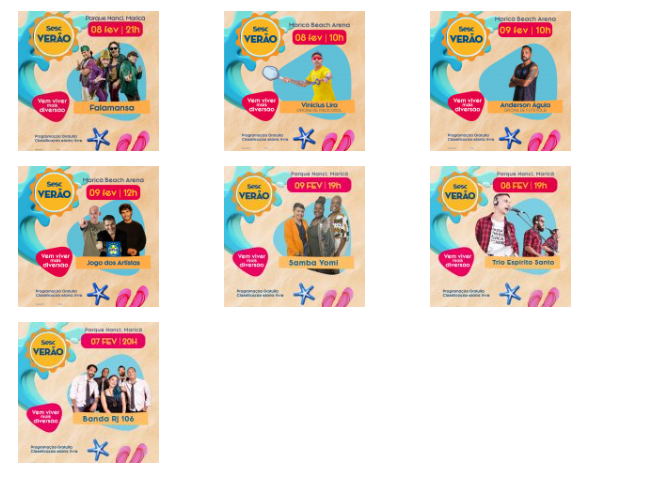 Parque Nanci, Maricá
Sesc
VERÃO
08 fev | 21h
Vem viver
mais
diversão
Falamansa
Programação Gratuita
Classificação etária: livre
Maricá Beach Arena
Sesc
VERÃO
08 fev | 10h
Vem viver
mais
diversão
Vinicius Lira
Programação Gratuita
Classificação etária: livre
Maricá Beach Arena
Sesc
VERÃO
09 fev | 10h
Vem viver
mais
diversão
Anderson Águia
Programação Gratuita
Classificação etária: livre
Maricá Beach Arena
Sesc
VERÃO
09 fev | 12h
Vem viver
mais
diversão
Jogo dos Artistas
Programação Gratuita
Classificação etária: livre
Parque Nanci, Maricá
Sesc
VERÃO
09 FEV | 19h
Vem viver
mais
diversão
Samba Yomi
Programação Gratuita
Classificação etária: livre
Parque Nanci, Maricá
Sesc
VERÃO
08 FEV | 19h
Vem viver
mais
diversão
Trio Espírito Santo
Programação Gratuita
Classificação etária: livre
Parque Nanci, Maricá
Sesc
VERÃO
07 FEV | 20H
Vem viver
mais
diversão
Banda Rj 106
Programação Gratuita
Classificação etária: livre